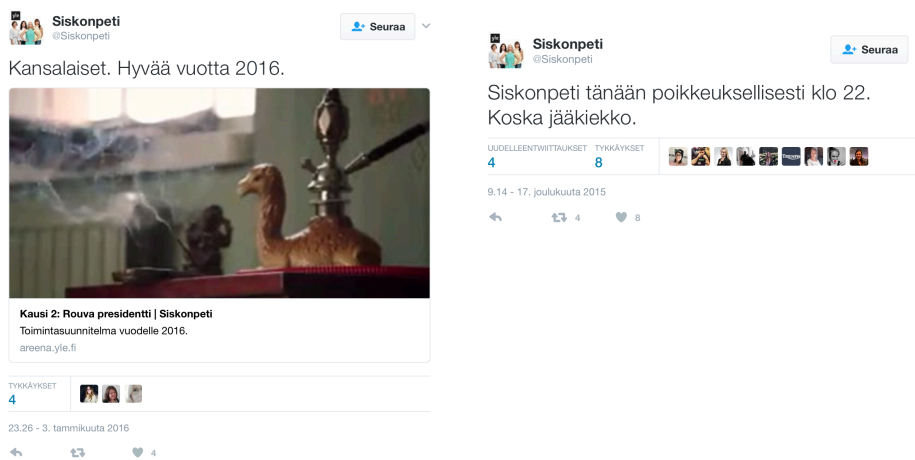 yle
Siskonpeti
@Siskonpeti
Seuraa
Kansalaiset. Hyvää vuotta 2016.
Kausi 2: Rouva presidentti | Siskonpeti
Toimintasuunnitelma vuodelle 2016.
areena.yle.fi
TYKKÄYKSET
4
23.26 - 3. tammikuuta 2016
4
yle
Siskonpeti
@Siskonpeti
Seuraa
Siskonpeti tänään poikkeuksellisesti klo 22.
Koska jääkiekko.
UUDELLEENTWIITTAUKSET TYKKÄYKSET
4 8
9.14 - 17. joulukuuta 2015
4 8